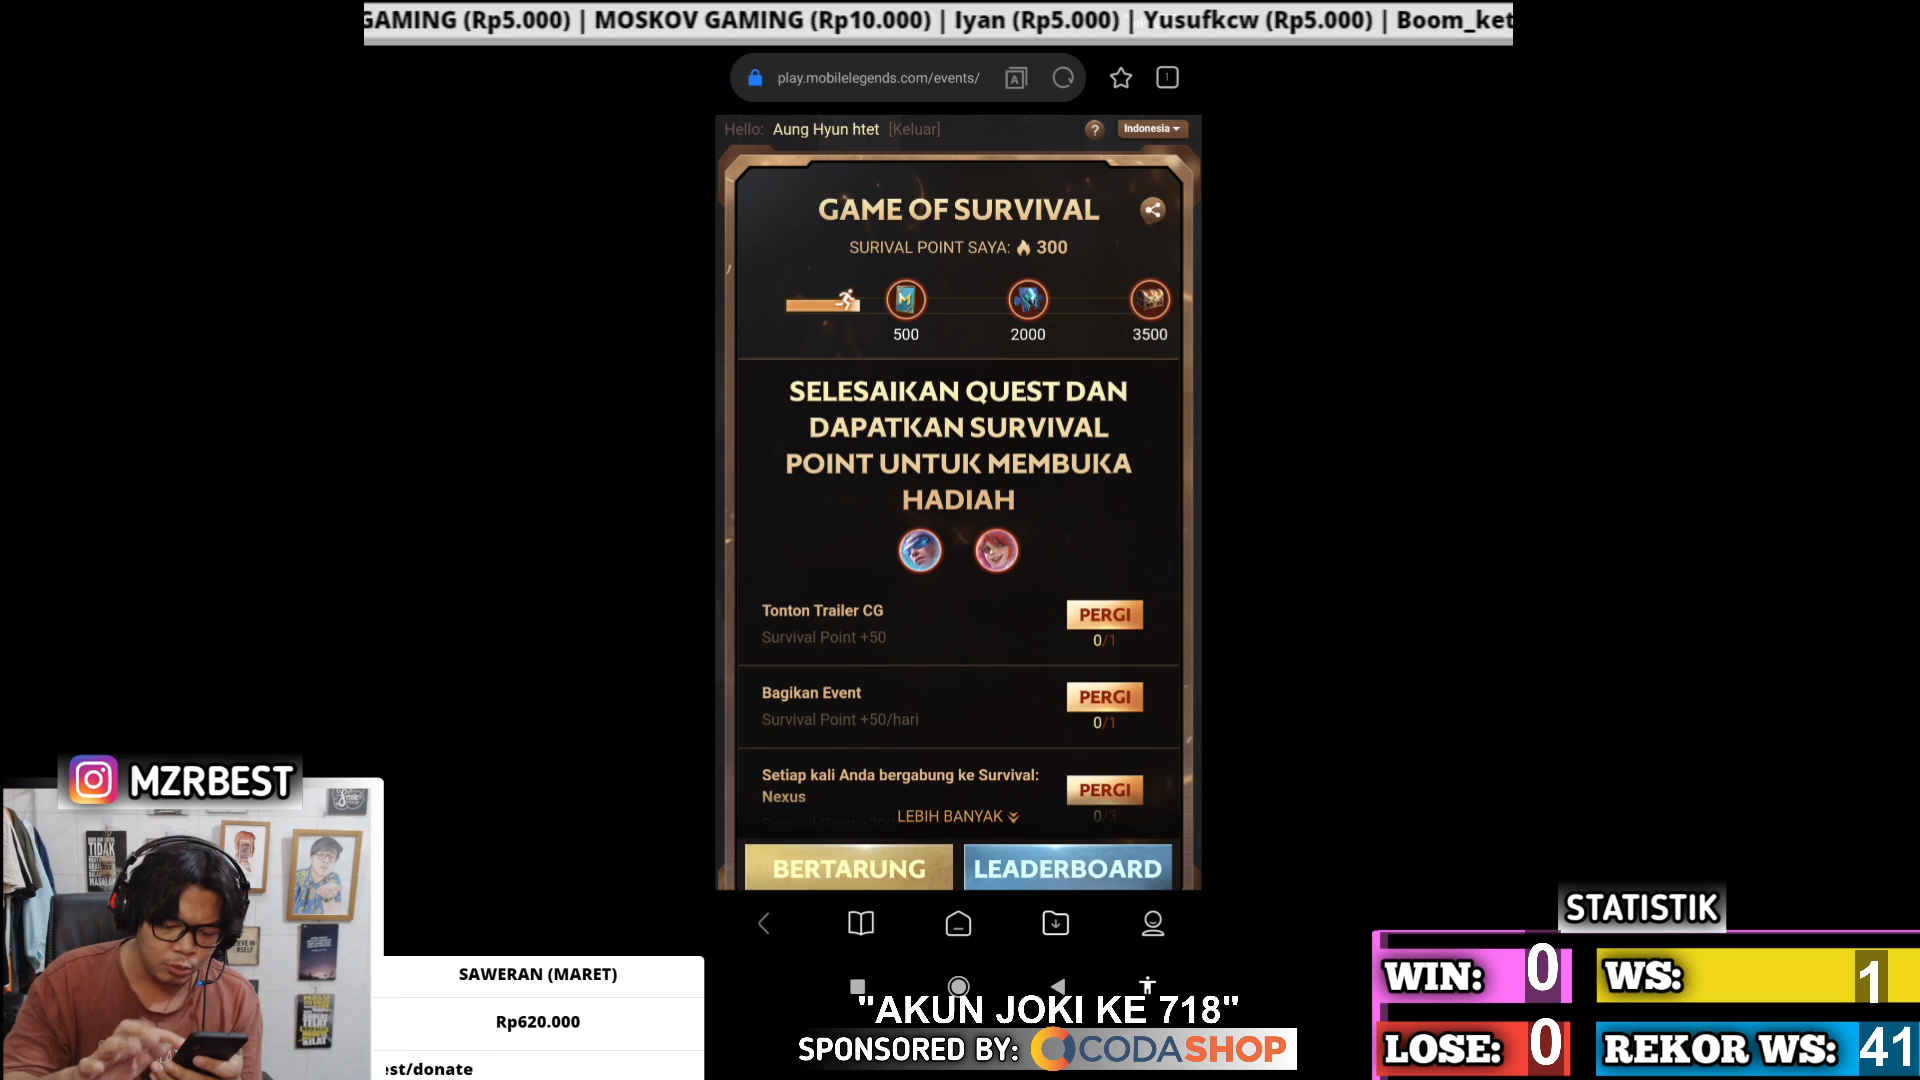 GAMING (Rp5.000) | MOSKOV GAMING (Rp10.000) | Iyan (Rp5.000) | Yusufkcw (Rp5.000) | Boom_ket
play.mobilelegends.com/events/
A
1
Hello: Aung Hyun htet [Keluar]
?
Indonesia
GAME OF SURVIVAL
SURIVAL POINT SAYA: 300
500
2000
3500
SELESAIKAN QUEST DAN
DAPATKAN SURVIVAL
POINT UNTUK MEMBUKA
HADIAH
Tonton Trailer CG
Survival Point +50
PERGI
0/1
Bagikan Event
Survival Point +50/hari
PERGI
0/1
Setiap kali Anda bergabung ke Survival:
Nexus
PERGI
0/3
LEBIH BANYAK
BERTARUNG
LEADERBOARD
MZRBEST
SAWERAN (MARET)
Rp620.000
est/donate
"AKUN JOKI KE 718"
SPONSORED BY: CODASHOP
STATISTIK
WIN: 0
WS: 1
LOSE: 0
REKOR WS: 41